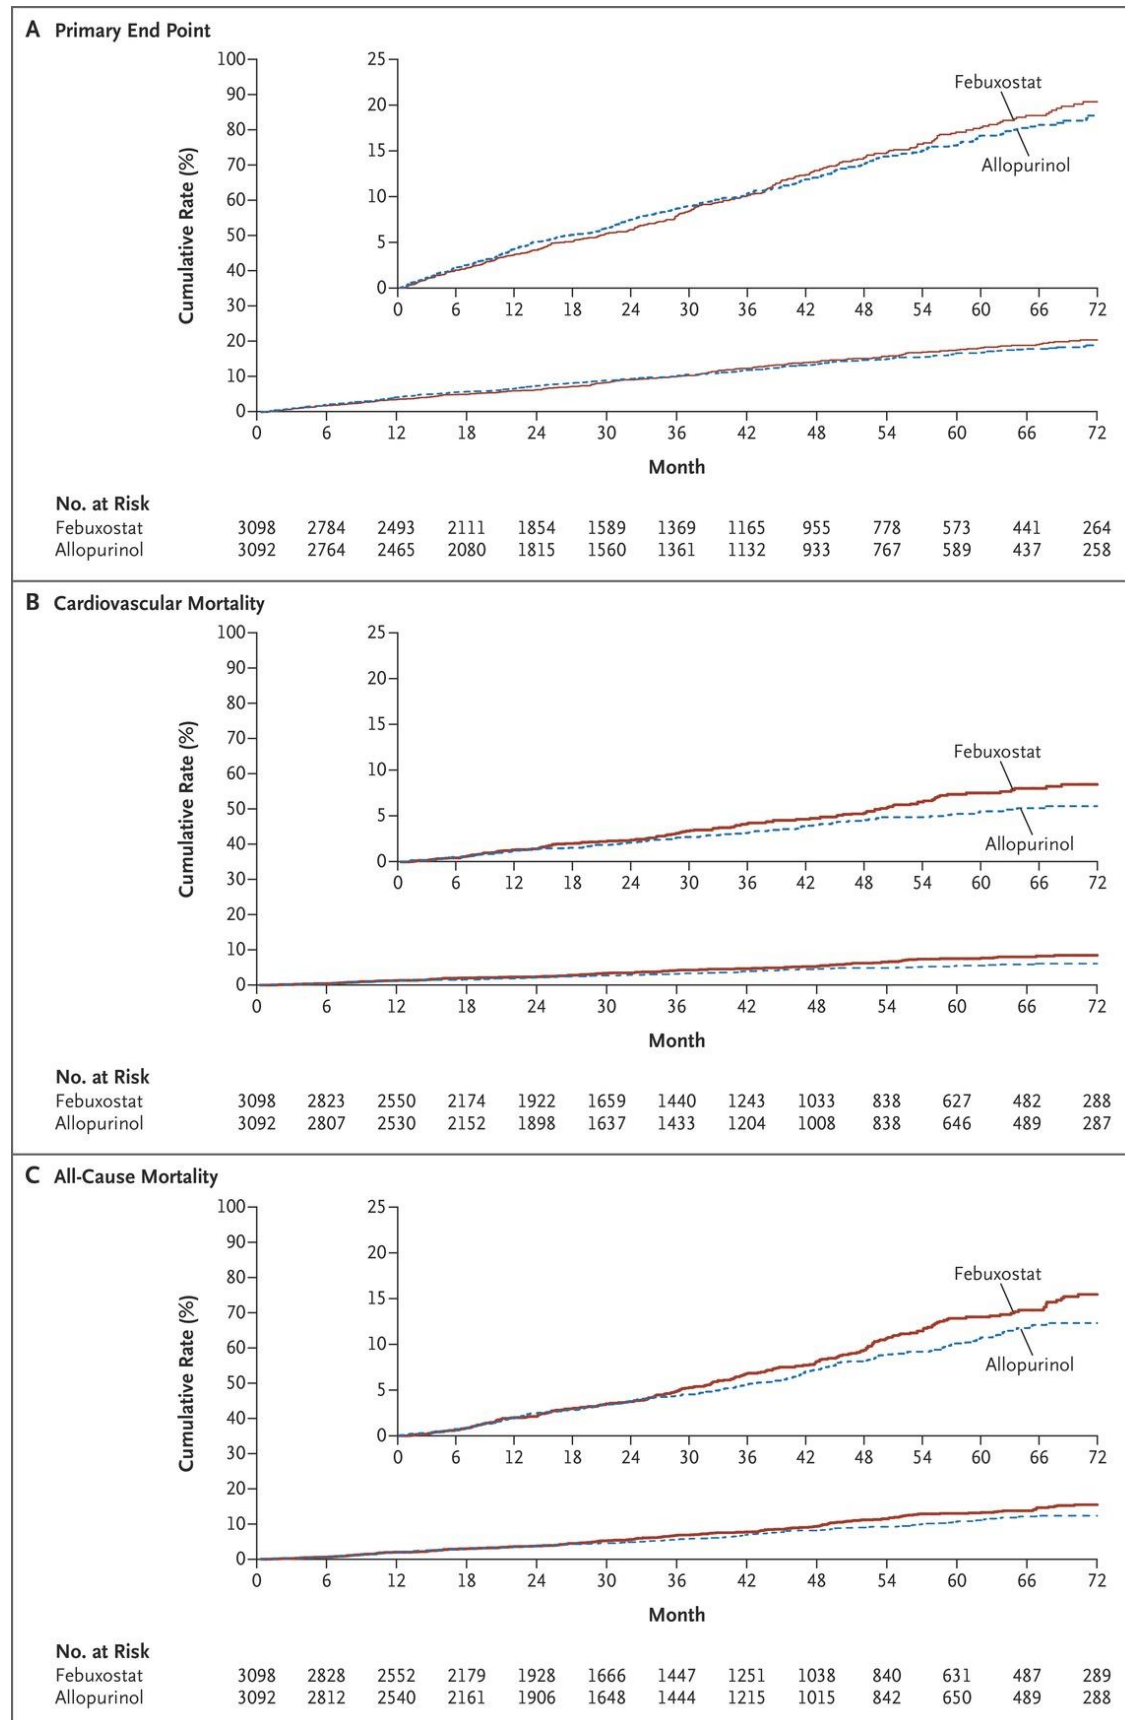 A Primary End Point
100
90
80
70
60
50
40
30
20
10
0
Cumulative Rate (%)
25
20
15
10
5
0
Febuxostat
Allopurinol
0 6 12 18 24 30 36 42 48 54 60 66 72
0 6 12 18 24 30 36 42 48 54 60 66 72
Month
No. at Risk
Febuxostat 3098 2784 2493 2111 1854 1589 1369 1165 955 778 573 441 264
Allopurinol 3092 2764 2465 2080 1815 1560 1361 1132 933 767 589 437 258
B Cardiovascular Mortality
100
90
80
70
60
50
40
30
20
10
0
Cumulative Rate (%)
25
20
15
10
5
0
Febuxostat
Allopurinol
0 6 12 18 24 30 36 42 48 54 60 66 72
0 6 12 18 24 30 36 42 48 54 60 66 72
Month
No. at Risk
Febuxostat 3098 2823 2550 2174 1922 1659 1440 1243 1033 838 627 482 288
Allopurinol 3092 2807 2530 2152 1898 1637 1433 1204 1008 838 646 489 287
C All-Cause Mortality
100
90
80
70
60
50
40
30
20
10
0
Cumulative Rate (%)
25
20
15
10
5
0
Febuxostat
Allopurinol
0 6 12 18 24 30 36 42 48 54 60 66 72
0 6 12 18 24 30 36 42 48 54 60 66 72
Month
No. at Risk
Febuxostat 3098 2828 2552 2179 1928 1666 1447 1251 1038 840 631 487 289
Allopurinol 3092 2812 2540 2161 1906 1648 1444 1215 1015 842 650 489 288